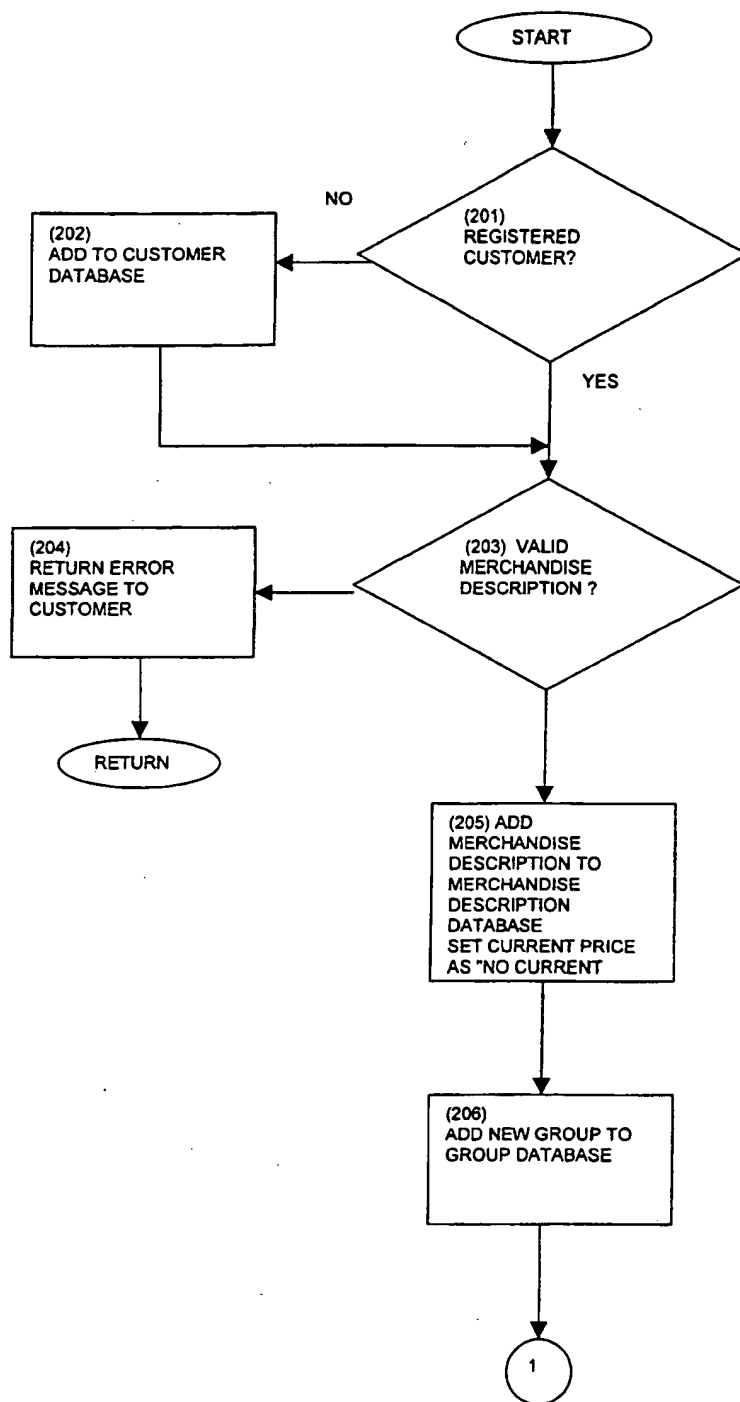 START
NO
(201)
REGISTERED
CUSTOMER?
(202)
ADD TO CUSTOMER
DATABASE
YES
(203) VALID
MERCHANDISE
DESCRIPTION ?
(204)
RETURN ERROR
MESSAGE TO
CUSTOMER
RETURN
(205) ADD
MERCHANDISE
DESCRIPTION TO
MERCHANDISE
DESCRIPTION
DATABASE
SET CURRENT PRICE
AS "NO CURRENT
(206)
ADD NEW GROUP TO
GROUP DATABASE
1